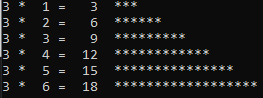 3 *  1 =   3  ***
3 *  2 =   6  ******
3 *  3 =   9  *********
3 *  4 =  12  ************
3 *  5 =  15  ***************
3 *  6 =  18  ******************